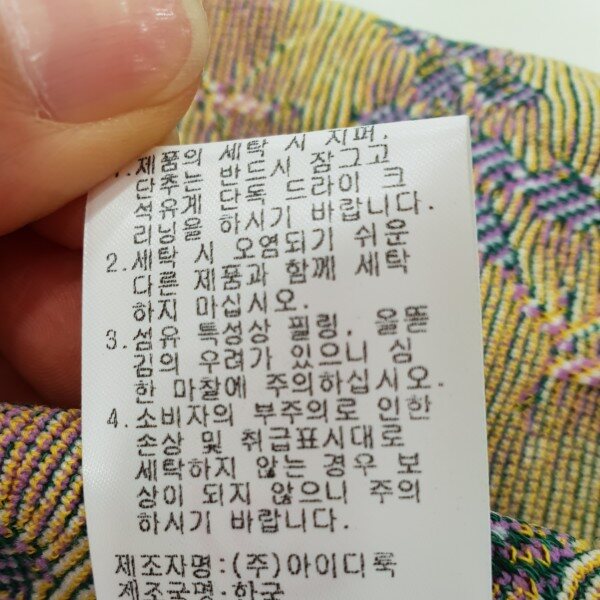 1.제품의 세탁 시 지퍼,
단추는 반드시 잠그고
석유계 단독 드라이 크
리닝을 하시기 바랍니다.
2.세탁 시 오염되기 쉬운
다른 제품과 함께 세탁
하지 마십시오.
3.섬유 특성상 필링, 올뜯
김의 우려가 있으니 심
한 마찰에 주의하십시오.
4.소비자의 부주의로 인한
손상 및 취급표시대로
세탁하지 않는 경우 보
상이 되지 않으니 주의
하시기 바랍니다.
제조자명:(주)아이디룩
제조국명:한국